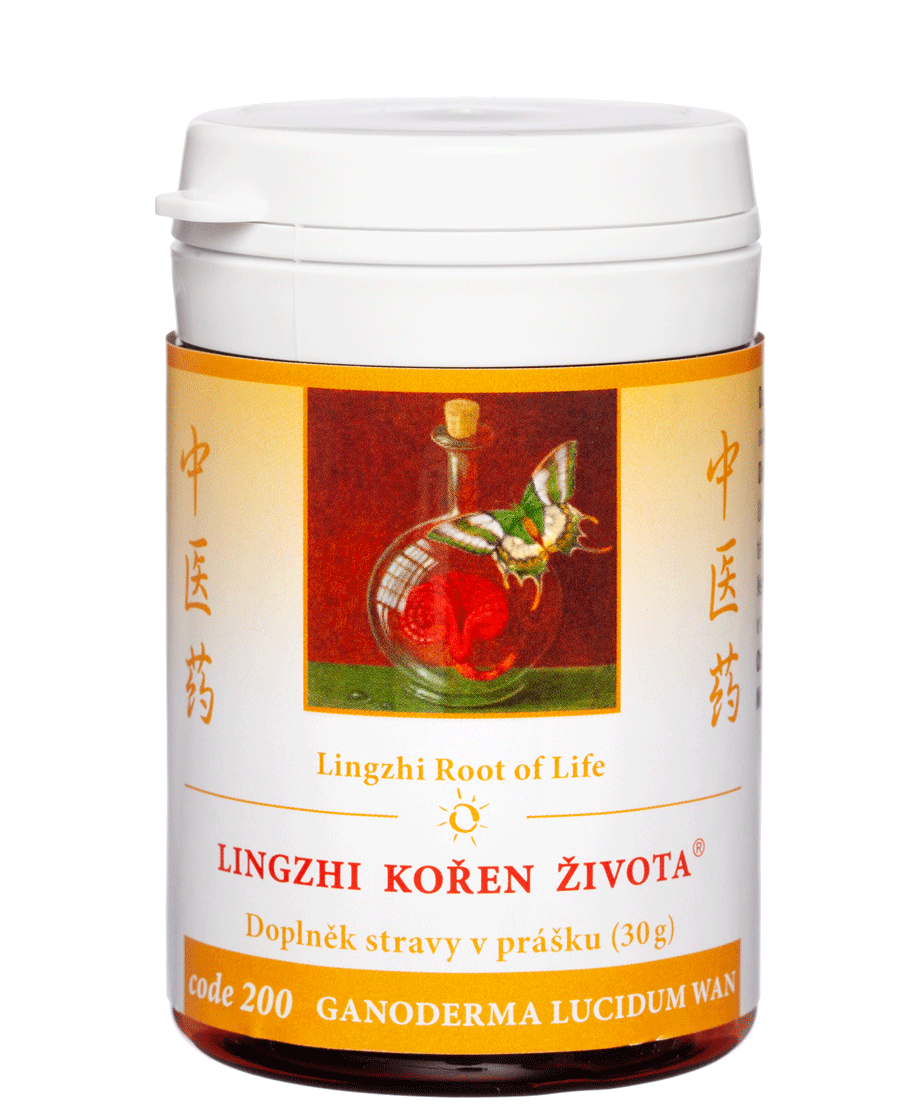 中医药
中医药
Lingzhi Root of Life
LINGZHI KOŘEN ŽIVOTA®
Doplněk stravy v prášku (30 g)
code 200 GANODERMA LUCIDUM WAN